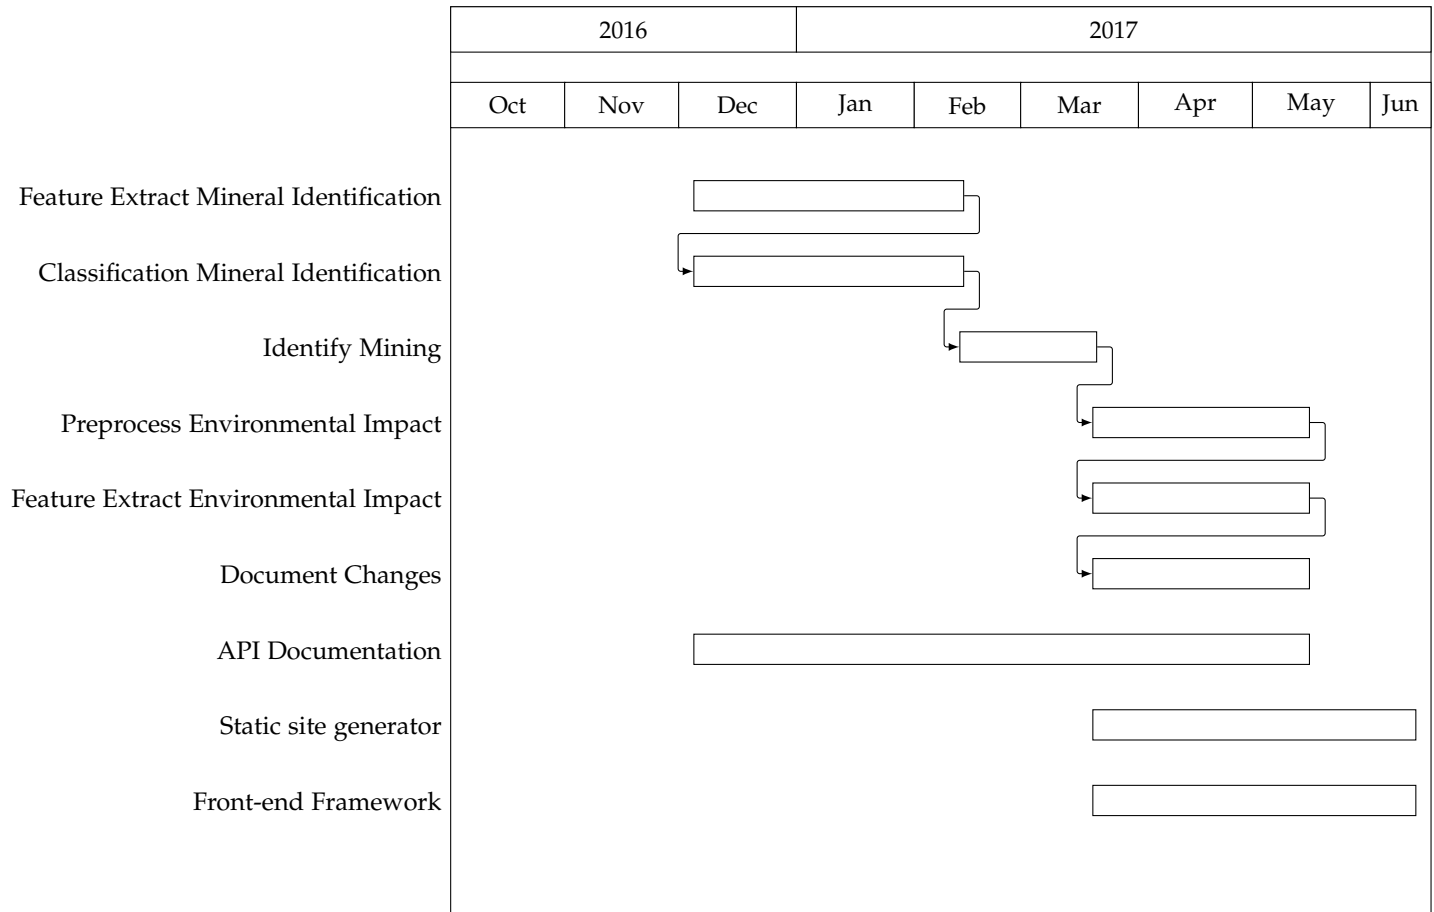 2016 2017
Oct Nov Dec Jan Feb Mar Apr May Jun
Feature Extract Mineral Identification
Classification Mineral Identification
Identify Mining
Preprocess Environmental Impact
Feature Extract Environmental Impact
Document Changes
API Documentation
Static site generator
Front-end Framework